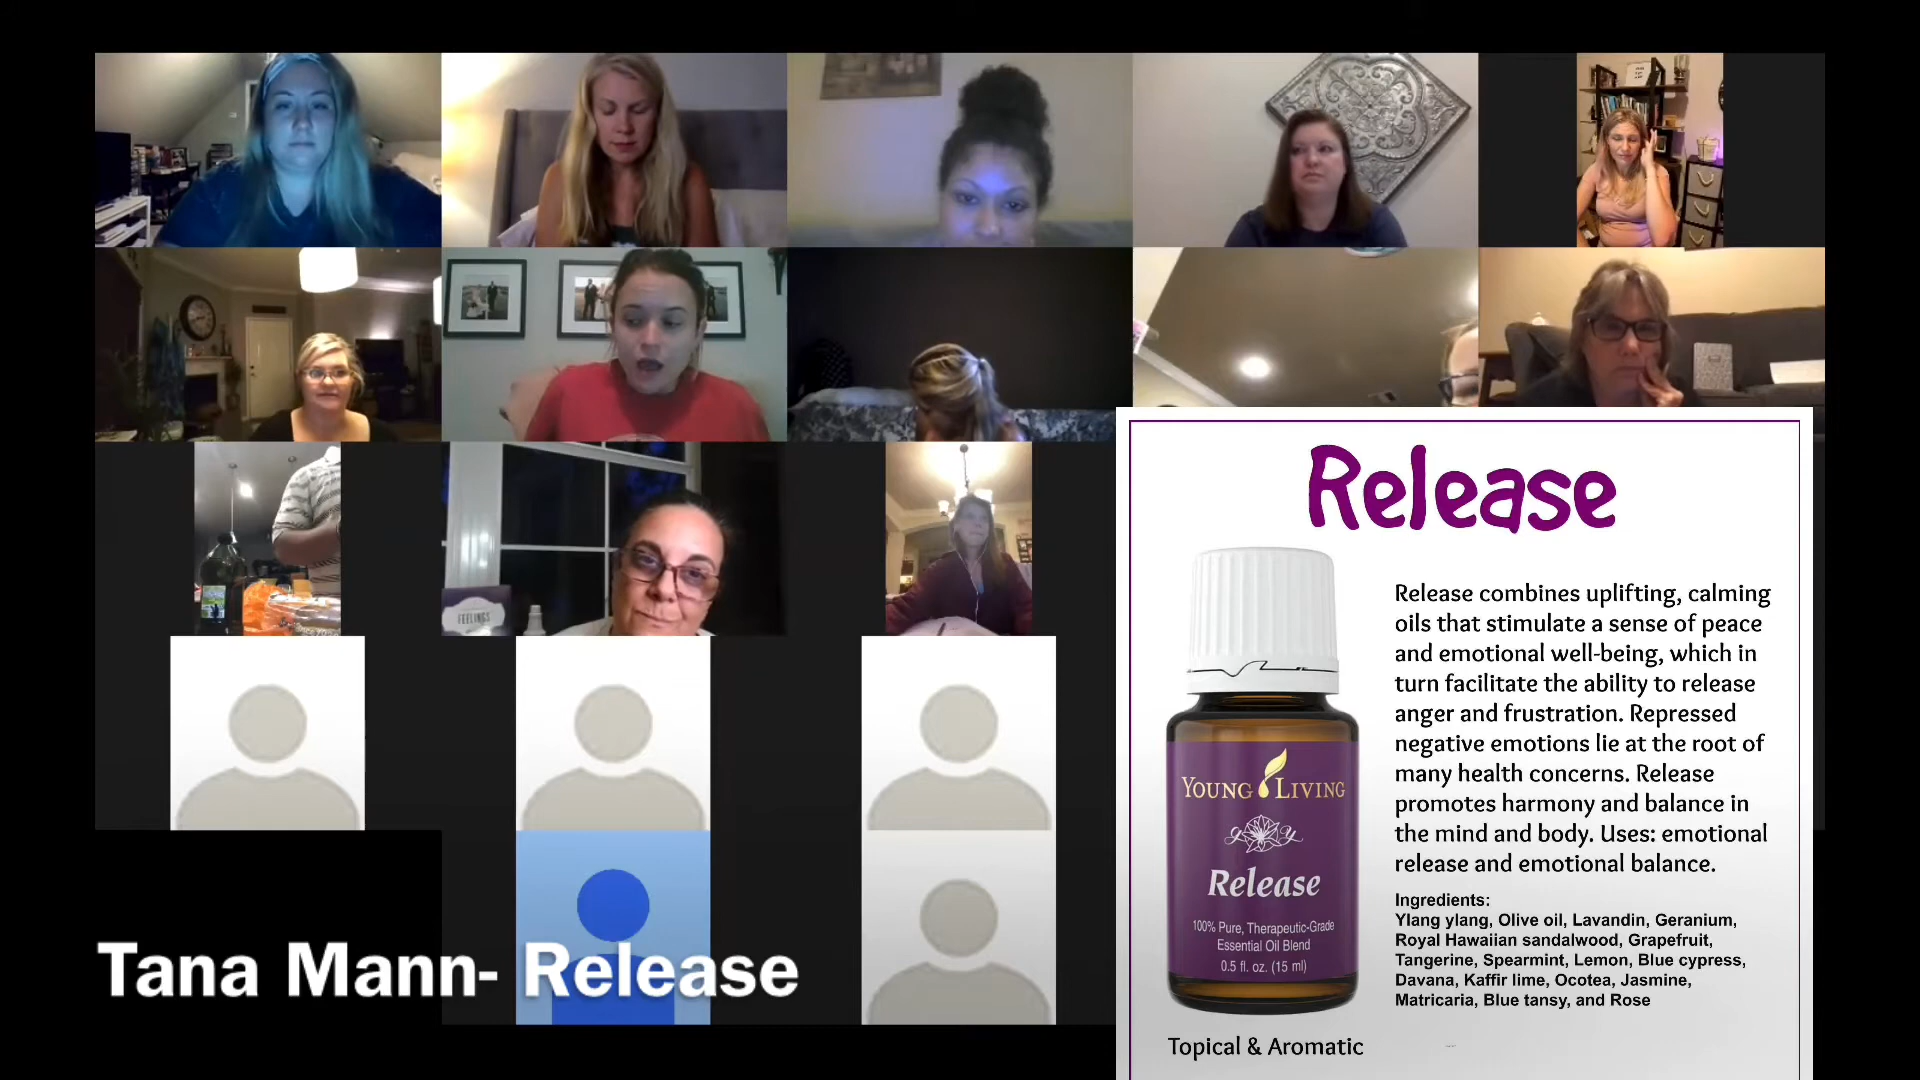 FEELINGS
Tana Mann- Release
Release
Release combines uplifting, calming
oils that stimulate a sense of peace
and emotional well-being, which in
turn facilitate the ability to release
anger and frustration. Repressed
negative emotions lie at the root of
many health concerns. Release
promotes harmony and balance in
the mind and body. Uses: emotional
release and emotional balance.
Ingredients:
Ylang ylang, Olive oil, Lavandin, Geranium,
Royal Hawaiian sandalwood, Grapefruit,
Tangerine, Spearmint, Lemon, Blue cypress,
Davana, Kaffir lime, Ocotea, Jasmine,
Matricaria, Blue tansy, and Rose
YOUNG LIVING
g y
Release
100% Pure, Therapeutic-Grade
Essential Oil Blend
0.5 fl. oz. (15 ml)
Topical & Aromatic